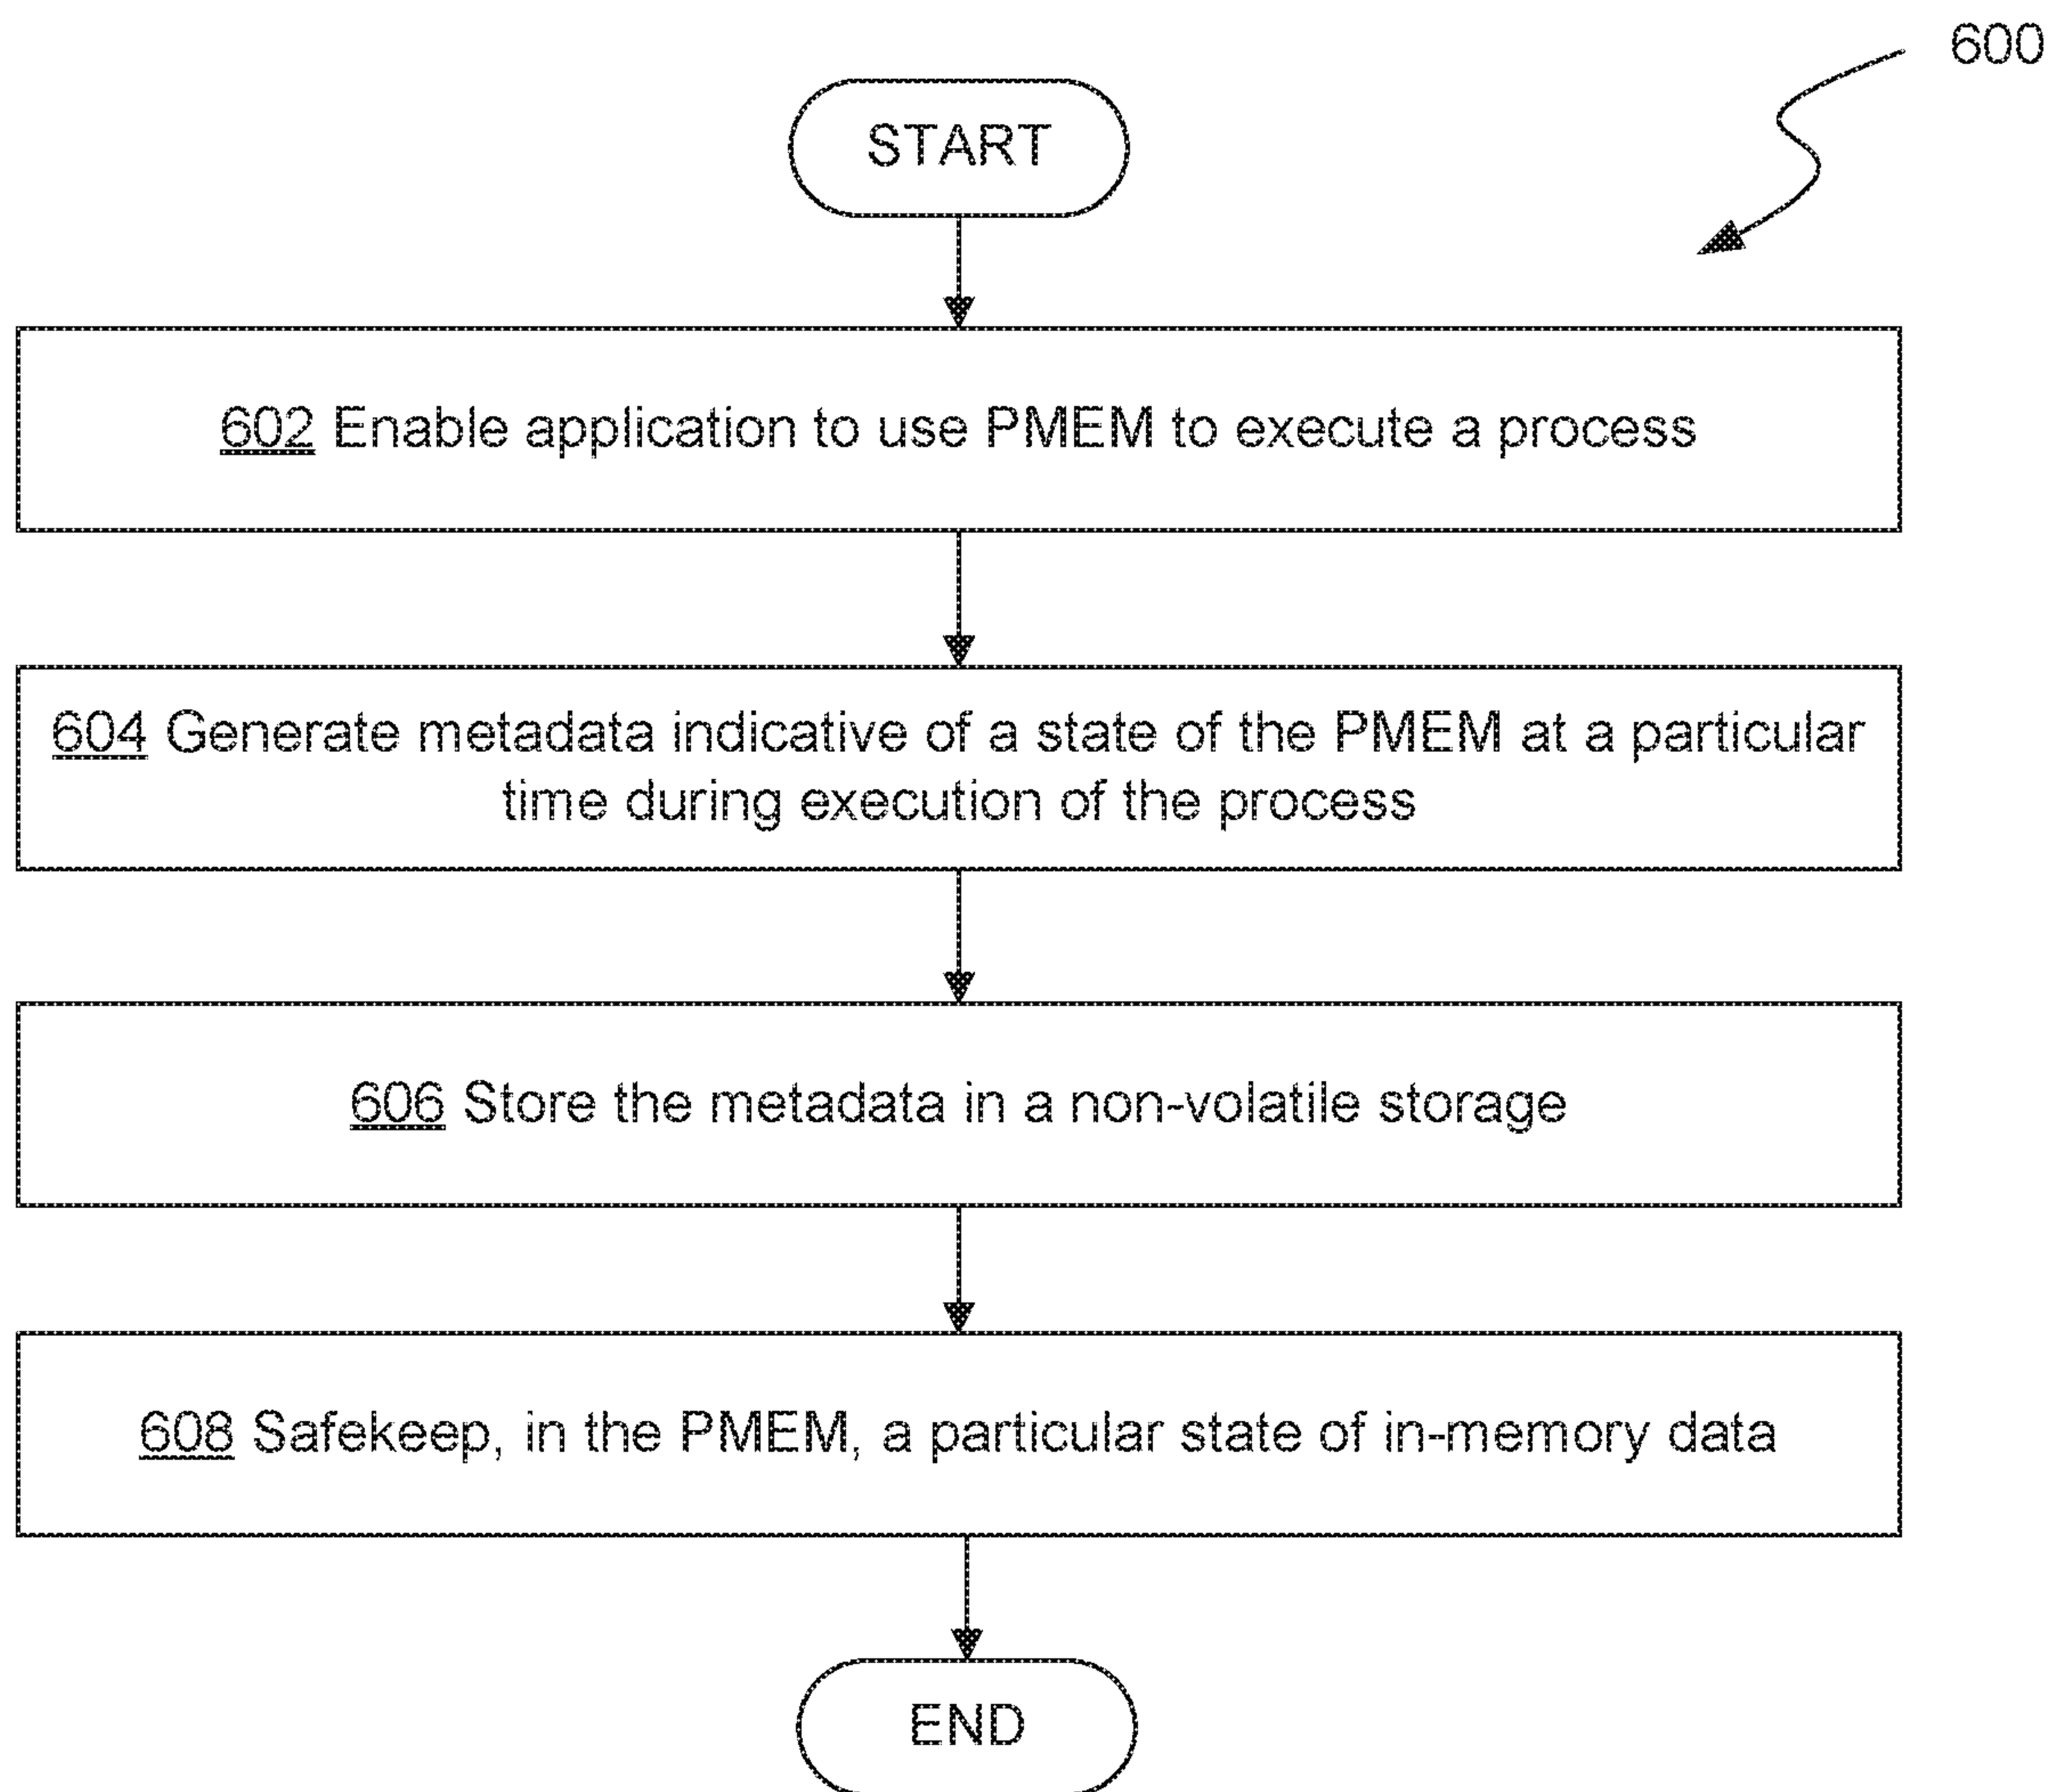 600
START
602 Enable application to use PMEM to execute a process
604 Generate metadata indicative of a state of the PMEM at a particular
time during execution of the process
606 Store the metadata in a non-volatile storage
608 Safekeep, in the PMEM, a particular state of in-memory data
END